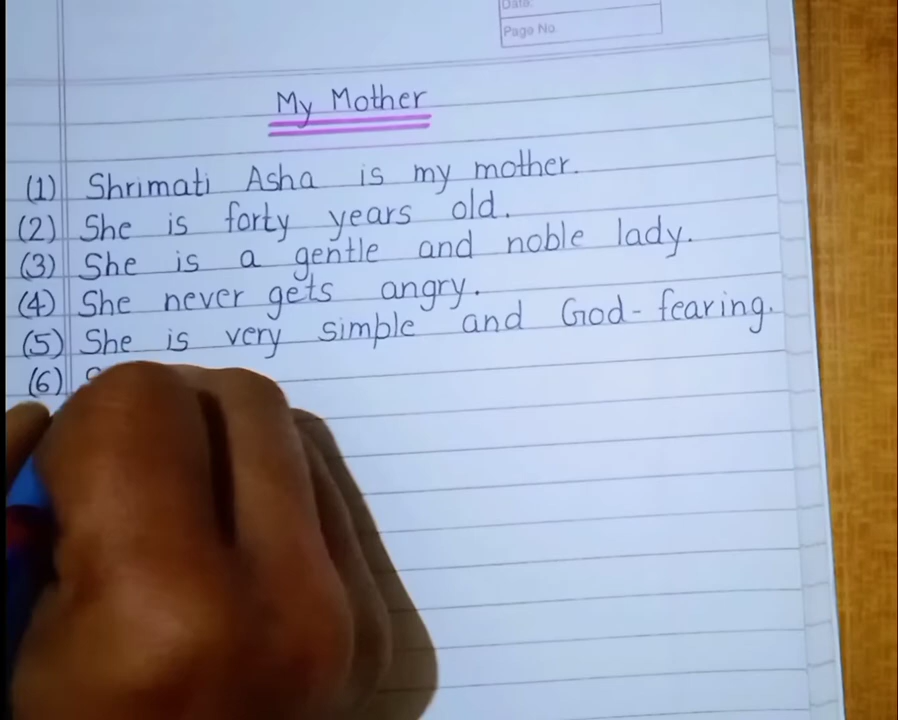 Date:
Page No.
My Mother
(1) Shrimati Asha is my mother.
(2) She is forty years old.
(3) She is a gentle and noble lady.
(4) She never gets angry.
(5) She is very simple and God-fearing.
(6)